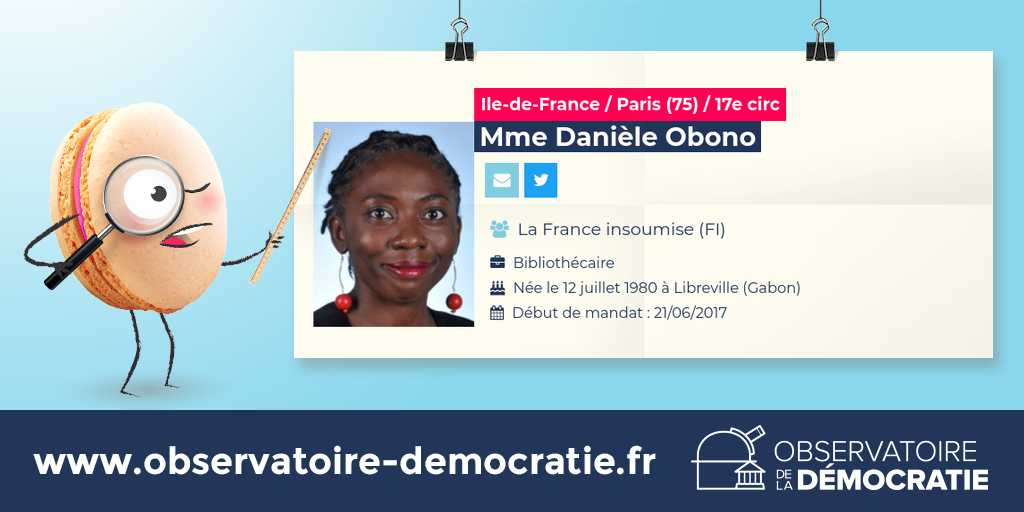 Ile-de-France / Paris (75) / 17e circ
Mme Danièle Obono
La France insoumise (FI)
Bibliothécaire
Née le 12 juillet 1980 à Libreville (Gabon)
Début de mandat : 21/06/2017
www.observatoire-democratie.fr
OBSERVATOIRE
DE LA DÉMOCRATIE